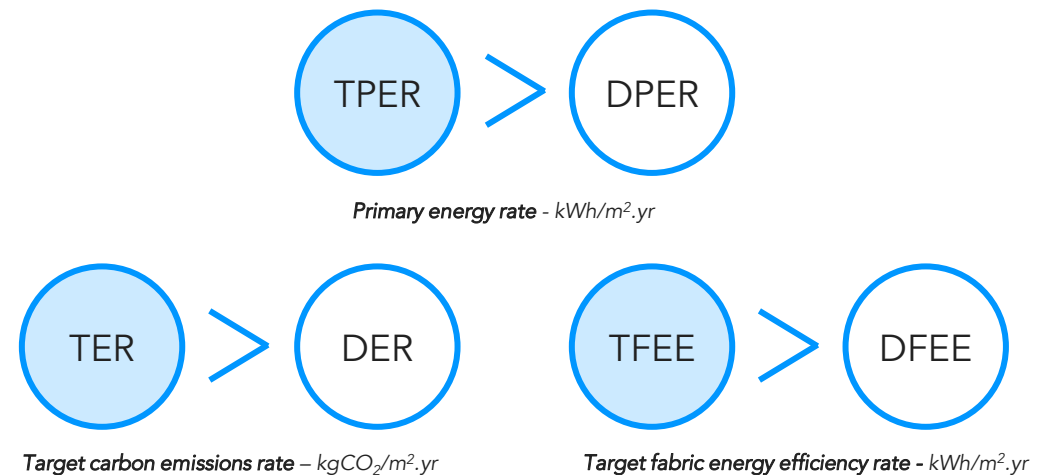 TPER > DPER
Primary energy rate - kWh/m².yr
TER > DER TFEE > DFEE
Target carbon emissions rate – kgCO₂/m².yr Target fabric energy efficiency rate - kWh/m².yr